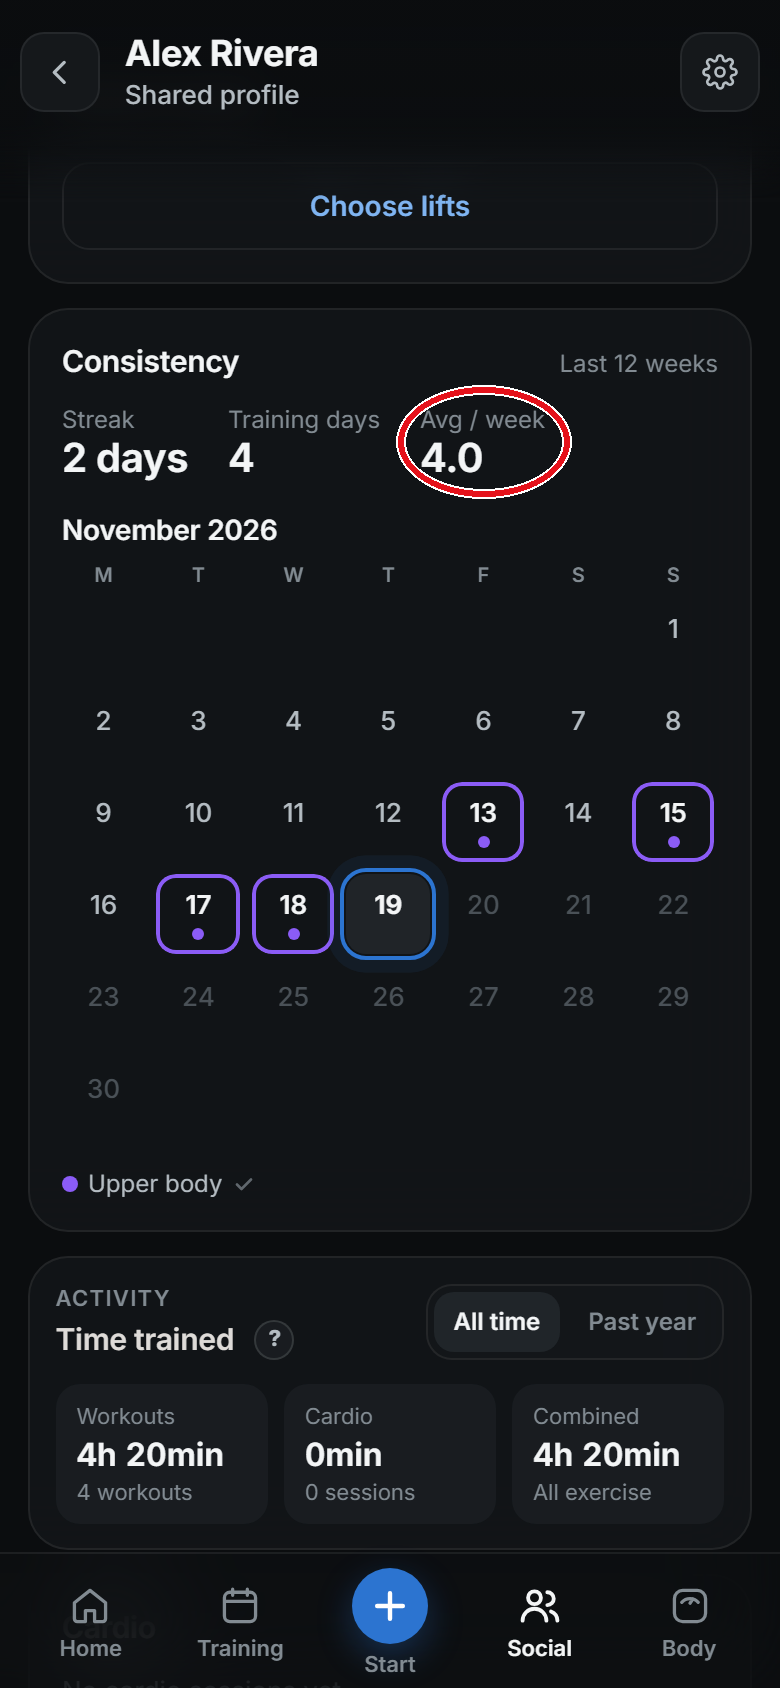 Alex Rivera
Shared profile
Choose lifts
Consistency
Last 12 weeks
Streak
2 days
Training days
4
Avg / week
4.0
November 2026
M T W T F S S
1
2 3 4 5 6 7 8
9 10 11 12 13 14 15
16 17 18 19 20 21 22
23 24 25 26 27 28 29
30
Upper body
ACTIVITY
Time trained
?
All time
Past year
Workouts
4h 20min
4 workouts
Cardio
0min
0 sessions
Combined
4h 20min
All exercise
Cardio
Home
Training
Start
Social
Body